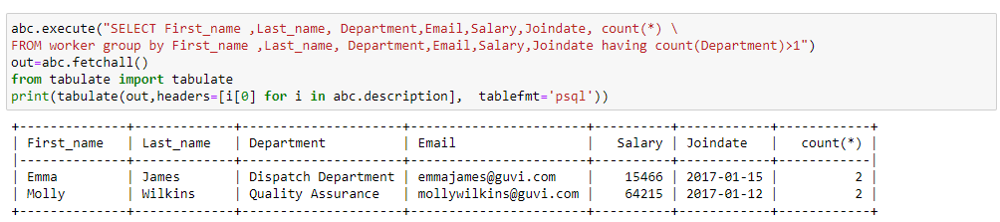 abc.execute("SELECT First_name ,Last_name, Department,Email,Salary,Joindate, count(*) \
FROM worker group by First_name ,Last_name, Department,Email,Salary,Joindate having count(Department)>1")
out=abc.fetchall()
from tabulate import tabulate
print(tabulate(out,headers=[i[0] for i in abc.description],  tablefmt='psql'))
+--------------+-------------+---------------------+------------------------+----------+------------+------------+
| First_name   | Last_name   | Department          | Email                  |   Salary | Joindate   |   count(*) |
|--------------+-------------+---------------------+------------------------+----------+------------+------------|
| Emma         | James       | Dispatch Department | emmajames@guvi.com     |    15466 | 2017-01-15 |          2 |
| Molly        | Wilkins     | Quality Assurance   | mollywilkins@guvi.com  |    64215 | 2017-01-12 |          2 |
+--------------+-------------+---------------------+------------------------+----------+------------+------------+